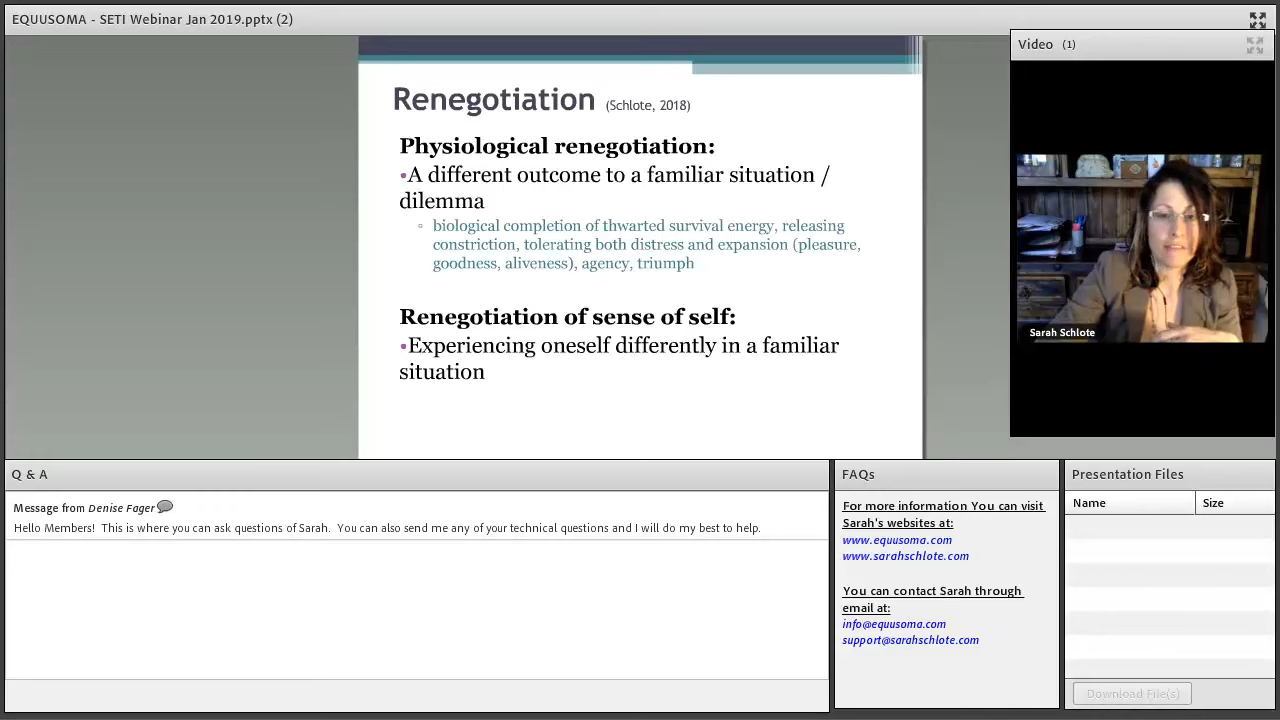 EQUUSOMA - SETI Webinar Jan 2019.pptx (2)
Video (1)
Renegotiation (Schlote, 2018)
Physiological renegotiation:
•A different outcome to a familiar situation /
dilemma
▫ biological completion of thwarted survival energy, releasing
constriction, tolerating both distress and expansion (pleasure,
goodness, aliveness), agency, triumph
Renegotiation of sense of self:
•Experiencing oneself differently in a familiar
situation
Sarah Schlote
Q & A
Message from Denise Fager
Hello Members!  This is where you can ask questions of Sarah.  You can also send me any of your technical questions and I will do my best to help.
FAQs
For more information You can visit
Sarah's websites at:
www.equusoma.com
www.sarahschlote.com
You can contact Sarah through
email at:
info@equusoma.com
support@sarahschlote.com
Presentation Files
Name Size
Download File(s)